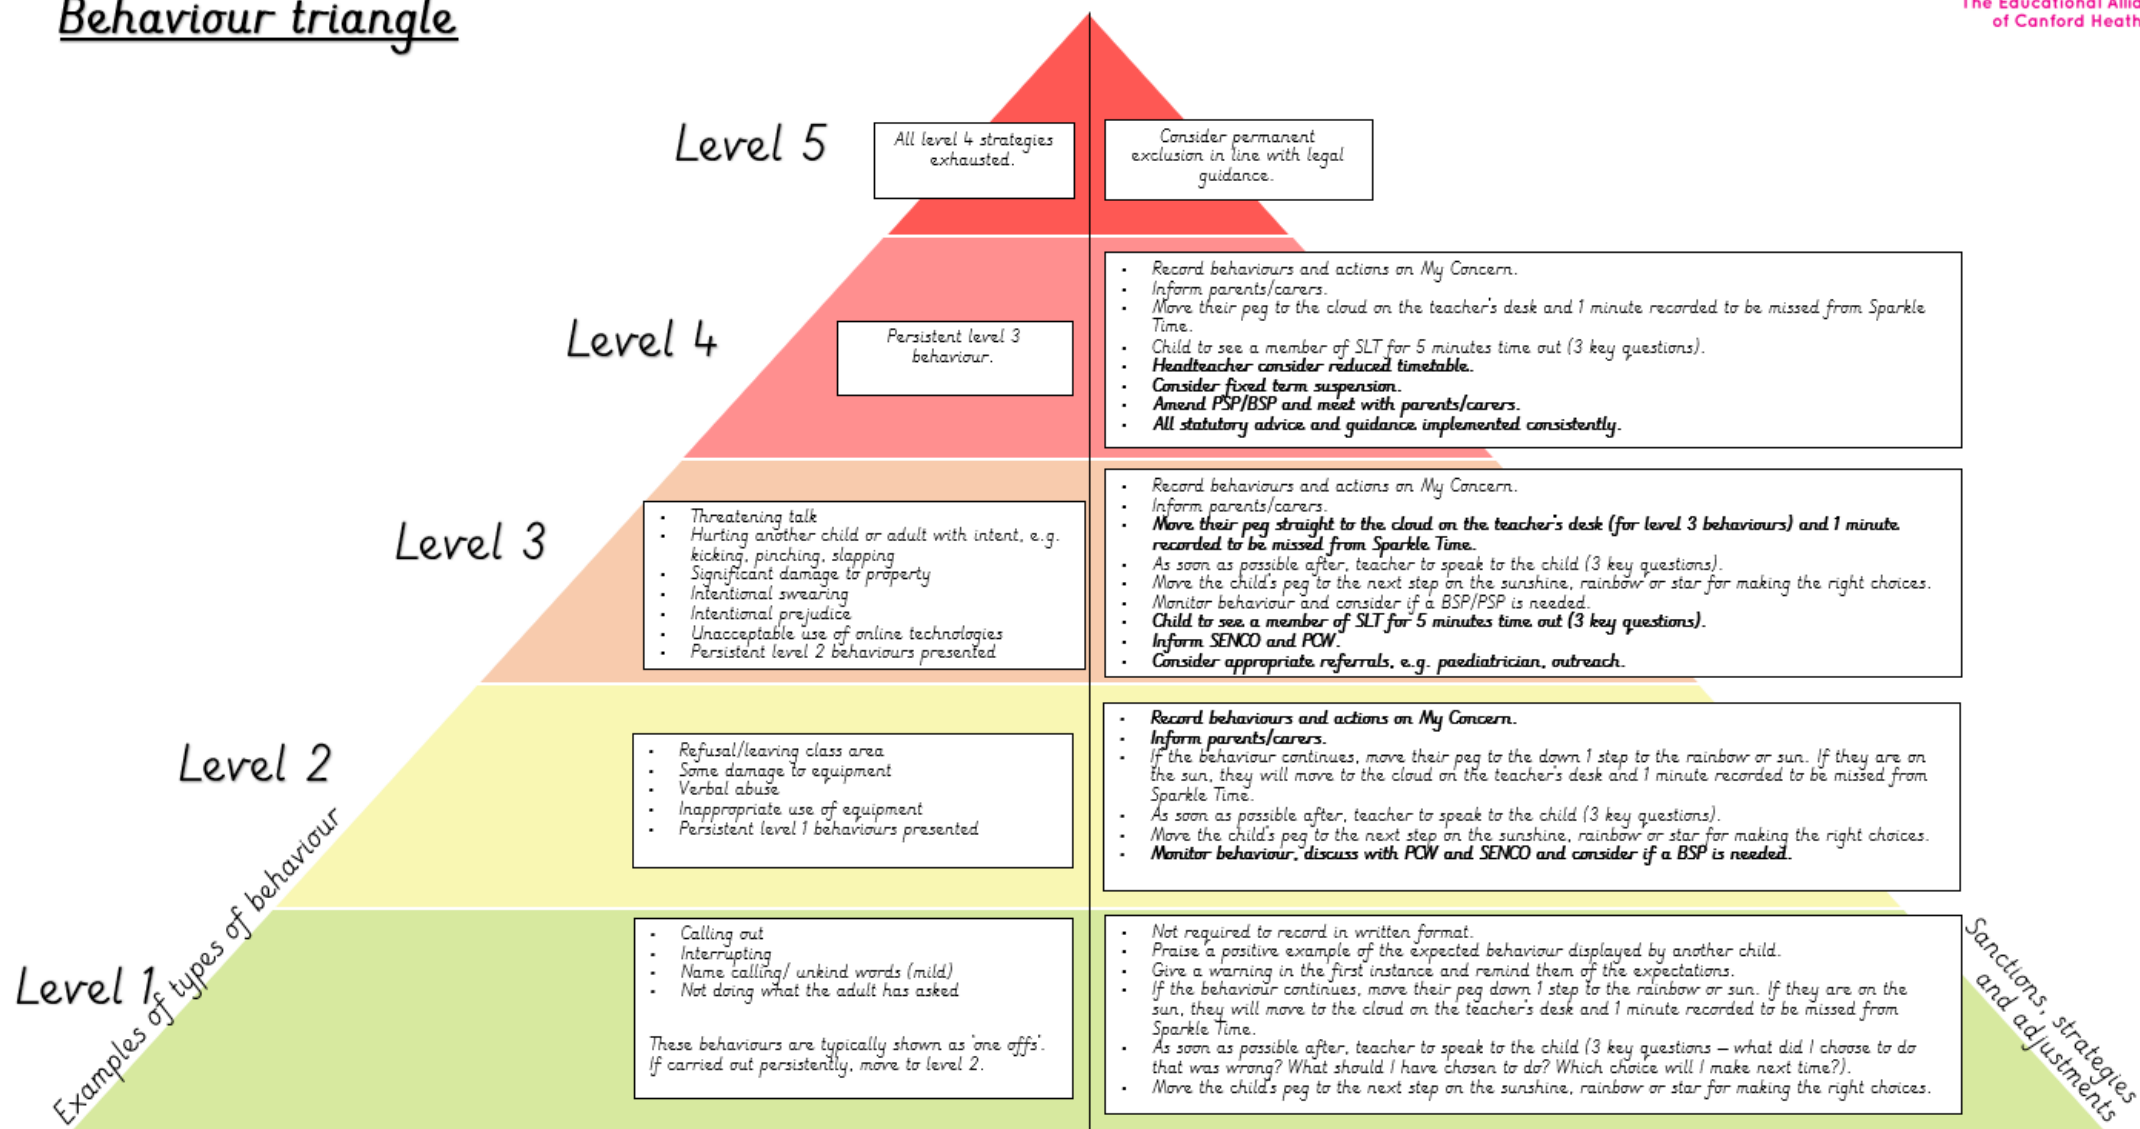 Behaviour triangle
The Educational
of Canford Heath
Level 5
All level 4 strategies
exhausted.
Consider permanent
exclusion in line with legal
guidance.
Level 4
Persistent level 3
behaviour.
• Record behaviours and actions on My Concern.
• Inform parents/carers.
• Move their peg to the cloud on the teacher's desk and 1 minute recorded to be missed from Sparkle
Time.
• Child to see a member of SLT for 5 minutes time out (3 key questions).
• Headteacher consider reduced timetable.
• Consider fixed term suspension.
• Amend PSP/BSP and meet with parents/carers.
• All statutory advice and guidance implemented consistently.
Level 3
• Threatening talk
• Hurting another child or adult with intent, e.g.
kicking, pinching, slapping
• Significant damage to property
• Intentional swearing
• Intentional prejudice
• Unacceptable use of online technologies
• Persistent level 2 behaviours presented
• Record behaviours and actions on My Concern.
• Inform parents/carers.
• Move their peg straight to the cloud on the teacher's desk (for level 3 behaviours) and 1 minute
recorded to be missed from Sparkle Time.
• As soon as possible after, teacher to speak to the child (3 key questions).
• Move the child's peg to the next step on the sunshine, rainbow or star for making the right choices.
• Monitor behaviour and consider if a BSP/PSP is needed.
• Child to see a member of SLT for 5 minutes time out (3 key questions).
• Inform SENCO and PCW.
• Consider appropriate referrals, e.g. paediatrician, outreach.
Level 2
• Refusal/leaving class area
• Some damage to equipment
• Verbal abuse
• Inappropriate use of equipment
• Persistent level 1 behaviours presented
• Record behaviours and actions on My Concern.
• Inform parents/carers.
• If the behaviour continues, move their peg to the down 1 step to the rainbow or sun. If they are on
the sun, they will move to the cloud on the teacher's desk and 1 minute recorded to be missed from
Sparkle Time.
• As soon as possible after, teacher to speak to the child (3 key questions).
• Move the child's peg to the next step on the sunshine, rainbow or star for making the right choices.
• Monitor behaviour, discuss with PCW and SENCO and consider if a BSP is needed.
Level 1
• Calling out
• Interrupting
• Name calling/ unkind words (mild)
• Not doing what the adult has asked
These behaviours are typically shown as 'one offs'.
If carried out persistently, move to level 2.
• Not required to record in written format.
• Praise a positive example of the expected behaviour displayed by another child.
• Give a warning in the first instance and remind them of the expectations.
• If the behaviour continues, move their peg down 1 step to the rainbow or sun. If they are on the
sun, they will move to the cloud on the teacher's desk and 1 minute recorded to be missed from
Sparkle Time.
• As soon as possible after, teacher to speak to the child (3 key questions – what did I choose to do
that was wrong? What should I have chosen to do? Which choice will I make next time?).
• Move the child's peg to the next step on the sunshine, rainbow or star for making the right choices.
Examples of types of behaviour
Sanctions, strategies
and adjustments